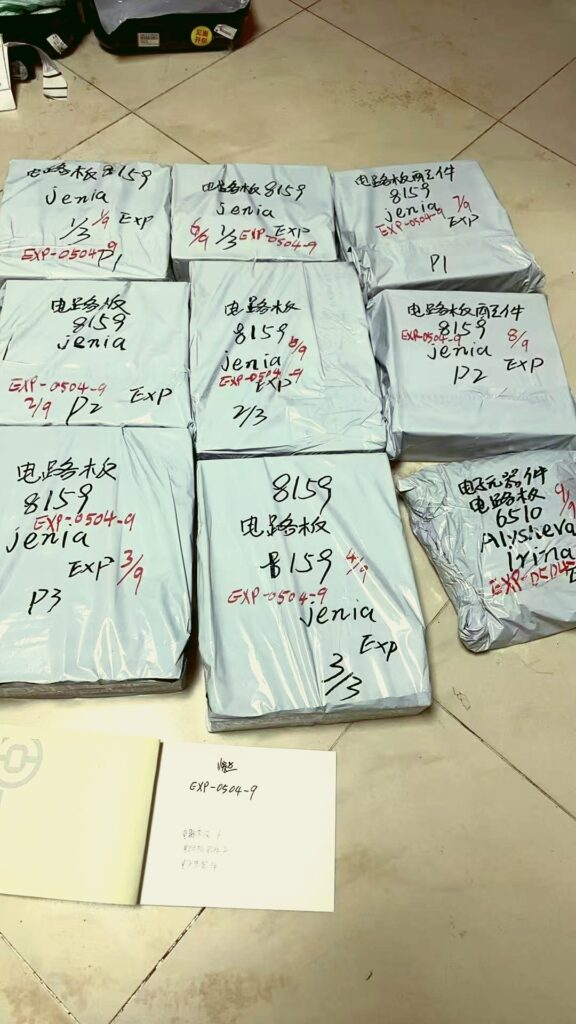 电路板 8159
jenia
1/3 1/9 Exp
EXP-0504-9 P1
电路板 8159
jenia
6/9 1/3 EXP-0504-9 Exp
电路板
8159
jenia 7/9
EXP-0504-9 Exp
P1
电路板
8159
jenia
EXP-0504-9
2/9 P2 Exp
电路板
8159
jenia
EXP-0504-9
Exp
2/3
电路板
8159
EXP-0504-9 8/9
jenia Exp
P2
电路板
8159
EXP-0504-9
jenia
Exp 3/9
P3
8159
电路板
8159 4/9
EXP-0504-9
jenia
Exp
3/3
电子元器件
电路板
6510
Alysheva
irina
EXP-0504
EXP-0504-9